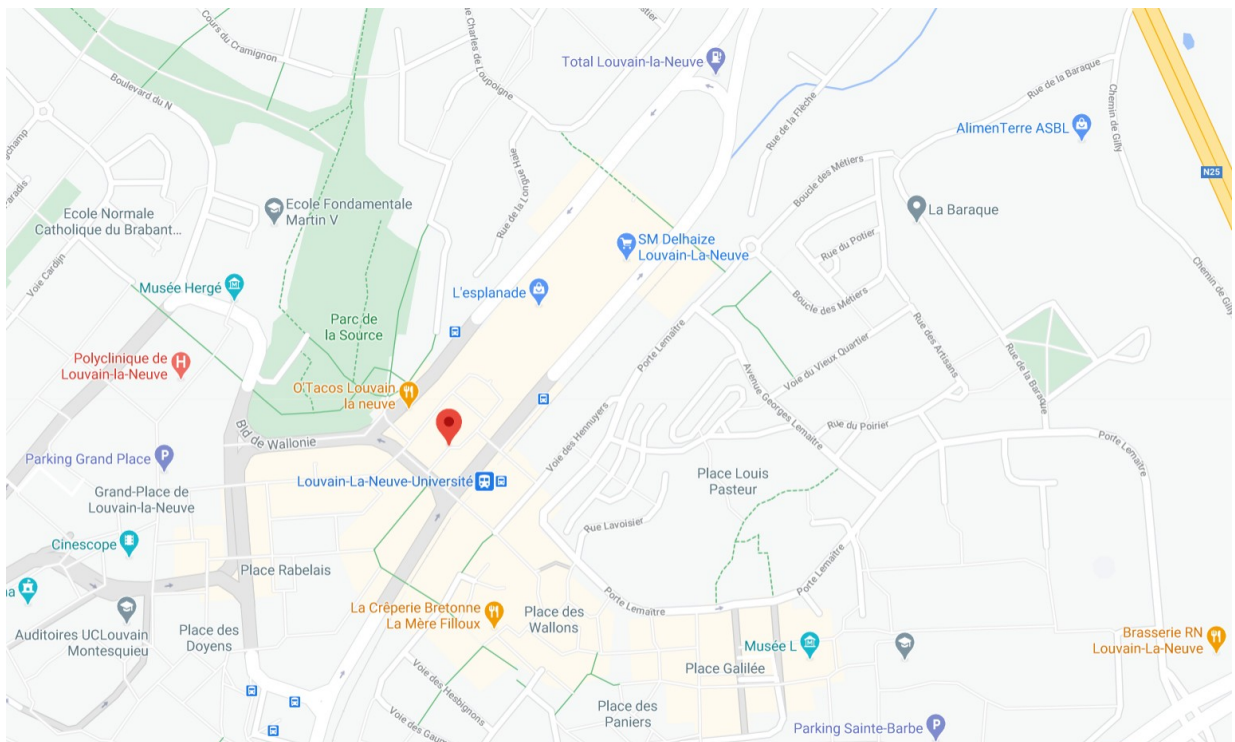 Cours du Cramignon
Boulevard du N
Rue de la Longue Haie
Total Louvain-la-Neuve
Rue de la Flèche
Rue de la Baraque
Chemin de Gilly
AlimenTerre ASBL
N25
Boucle des Métiers
La Baraque
Ecole Normale
Catholique du Brabant...
Ecole Fondamentale
Martin V
Voie Cardijn
SM Delhaize
Louvain-La-Neuve
Rue du Potier
Chemin de Gilly
Musée Hergé
L'esplanade
Boucle des Métiers
Parc de
la Source
Porte Lemaître
Rue des Artisans
Rue de la Baraque
Polyclinique de
Louvain-la-Neuve
O'Tacos Louvain
la neuve
Voie du Vieux Quartier
Avenue Georges Lemaître
Rue du Poirier
Bld de Wallonie
Voie des Hennuyers
Porte Lemaître
Parking Grand Place
Grand-Place de
Louvain-la-Neuve
Louvain-La-Neuve-Université
Place Louis
Pasteur
Rue Lavoisier
Cinescope
Place Rabelais
Porte Lemaître
Porte Lemaître
La Crêperie Bretonne
La Mère Filloux
Place des
Wallons
Auditoires UCLouvain
Montesquieu
Place des
Doyens
Musée L
Brasserie RN
Louvain-La-Neuve
Place Galilée
Voie des Hesbignons
Voie des Gaum
Place des
Paniers
Parking Sainte-Barbe